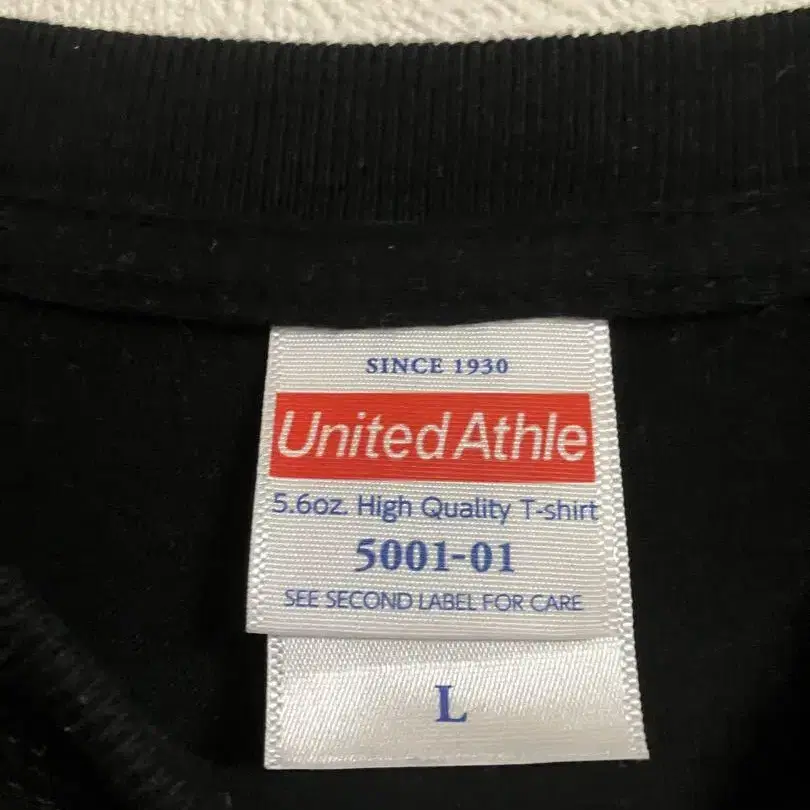 SINCE 1930
United Athle
5.6oz. High Quality T-shirt
5001-01
SEE SECOND LABEL FOR CARE
L